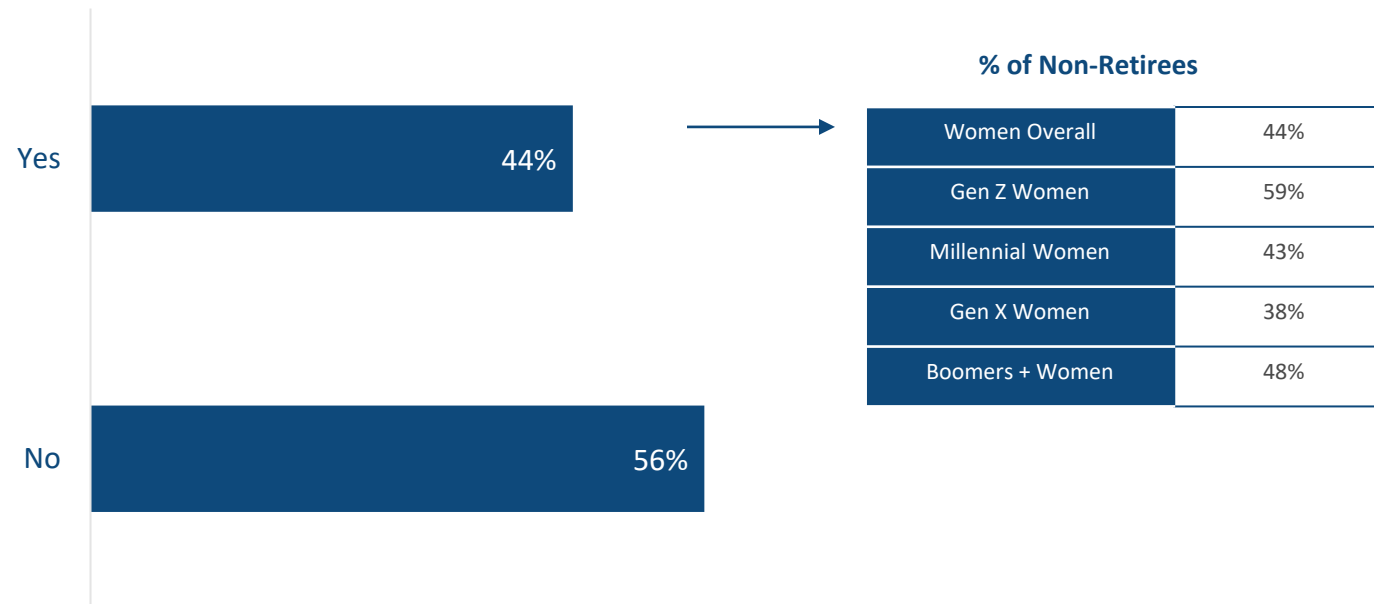 Yes
44%
No
56%
% of Non-Retirees
Women Overall 44%
Gen Z Women 59%
Millennial Women 43%
Gen X Women 38%
Boomers + Women 48%